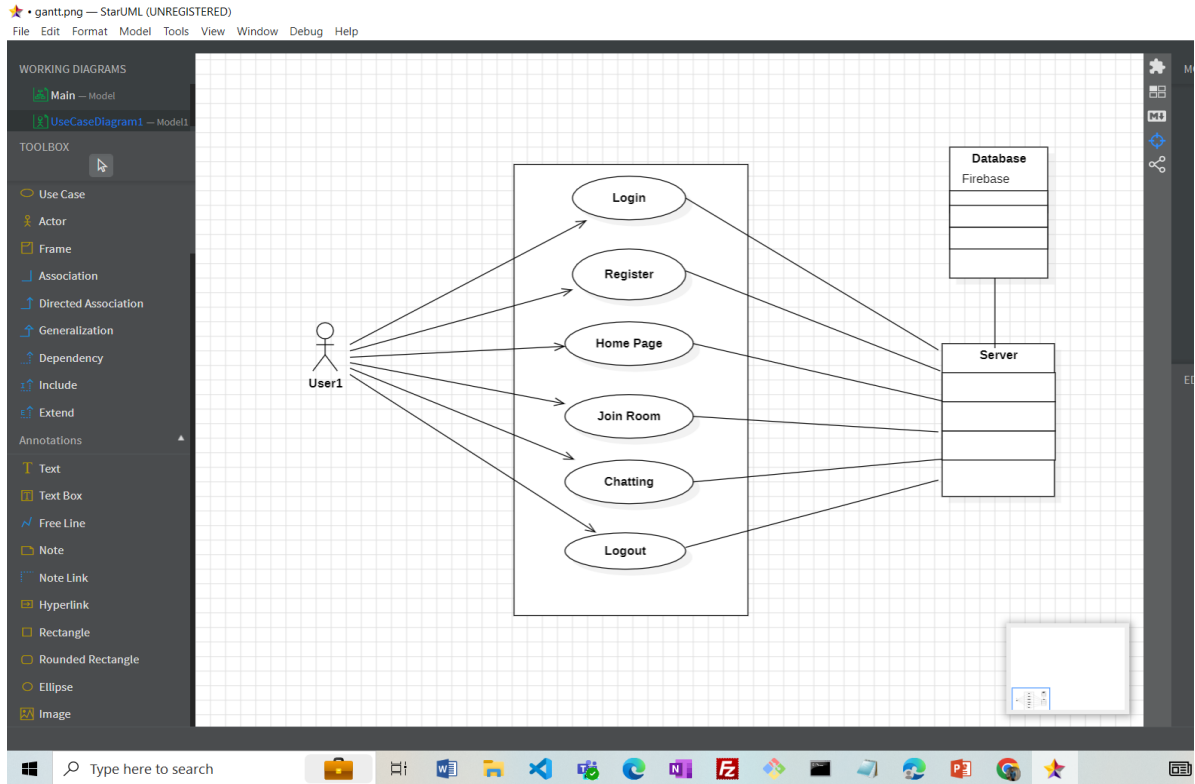 • gantt.png — StarUML (UNREGISTERED)
File Edit Format Model Tools View Window Debug Help
WORKING DIAGRAMS
Main — Model
UseCaseDiagram1 — Model1
TOOLBOX
Use Case
Actor
Frame
Association
Directed Association
Generalization
Dependency
Include
Extend
Annotations
Text
Text Box
Free Line
Note
Note Link
Hyperlink
Rectangle
Rounded Rectangle
Ellipse
Image
User1
Login
Register
Home Page
Join Room
Chatting
Logout
Database
Firebase
Server
Type here to search